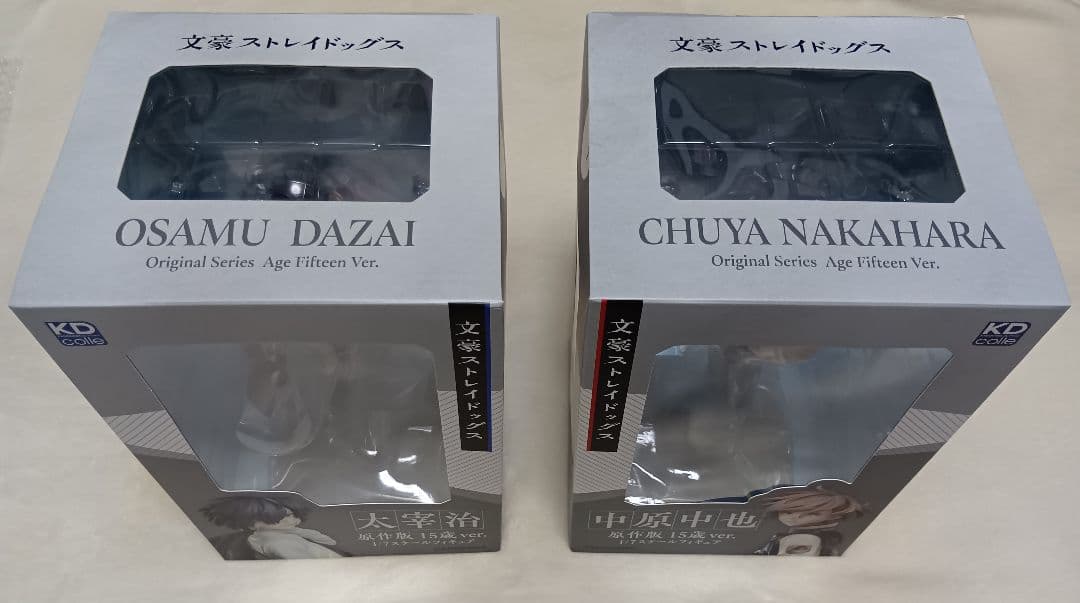 文豪ストレイドッグス
OSAMU DAZAI
Original Series Age Fifteen Ver.
KD
colle
文豪ストレイドッグス
太宰治
原作版 15歳 ver.
1/7スケールフィギュア
文豪ストレイドッグス
CHUYA NAKAHARA
Original Series Age Fifteen Ver.
文豪ストレイドッグス
KD
colle
中原中也
原作版 15歳 ver.
1/7スケールフィギュア